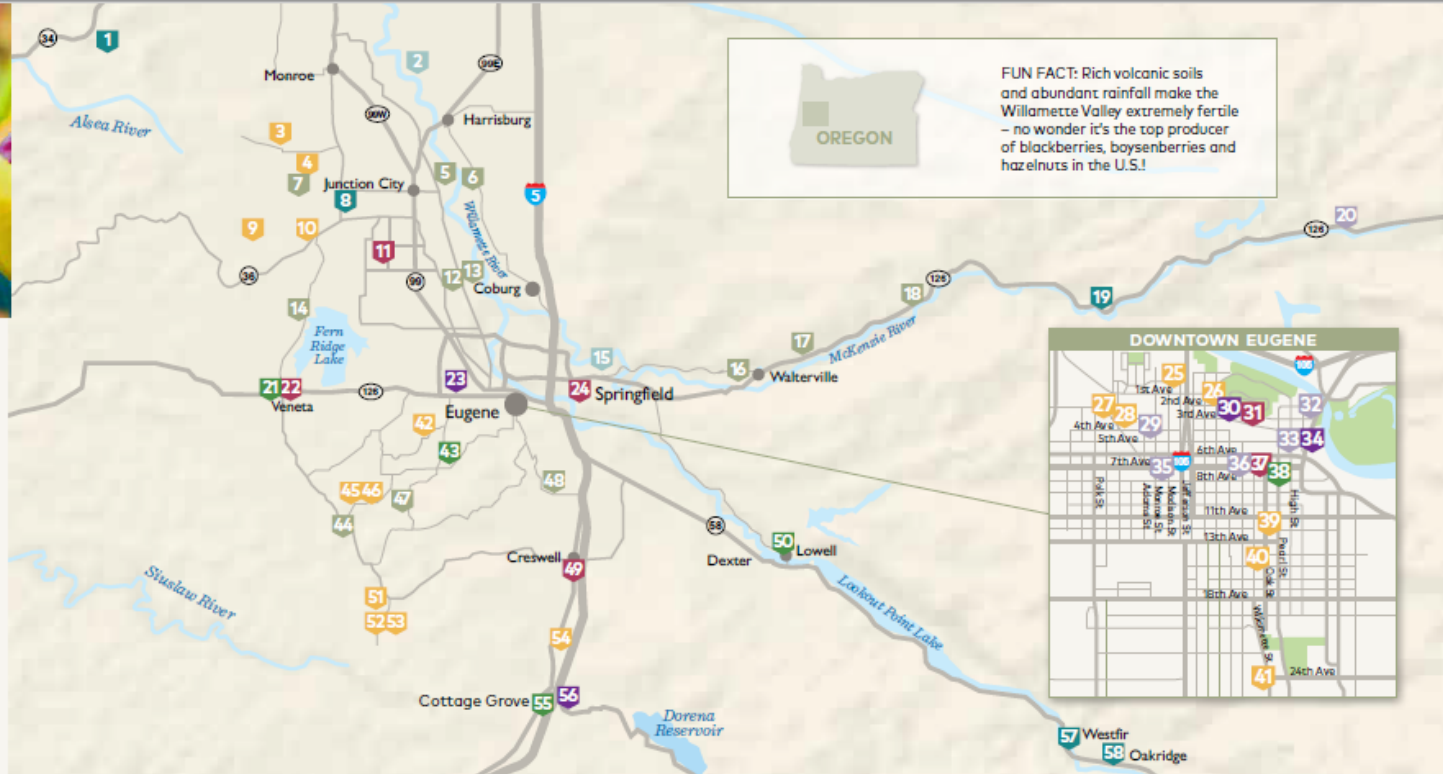 34
1
2
99E
Monroe
99W
Harrisburg
Alsea River
3
4
7
Junction City
8
5
6
5
Willamette River
9
10
11
36
99
12
13
Coburg
14
Fern
Ridge
Lake
FUN FACT: Rich volcanic soils
and abundant rainfall make the
Willamette Valley extremely fertile
– no wonder it's the top producer
of blackberries, boysenberries and
hazelnuts in the U.S.!
OREGON
20
126
126
19
18
17
McKenzie River
15
16
Walterville
21
22
Veneta
126
23
Eugene
24
Springfield
42
43
45
46
47
44
48
58
Creswell
49
Dexter
50
Lowell
Siuslaw River
Lookout Point Lake
51
52
53
54
Cottage Grove
55
56
Dorena
Reservoir
57
Westfir
58
Oakridge
DOWNTOWN EUGENE
105
25
1st Ave
26
2nd Ave
27
28
3rd Ave
30
31
32
4th Ave
29
5th Ave
33
34
6th Ave
7th Ave
35
105
36
37
38
8th Ave
Polk St
Adams St
Monroe St.
Madison St
Jefferson St
High St
11th Ave
39
13th Ave
Pearl St
40
Oak St
18th Ave
Willamette St.
24th Ave
41